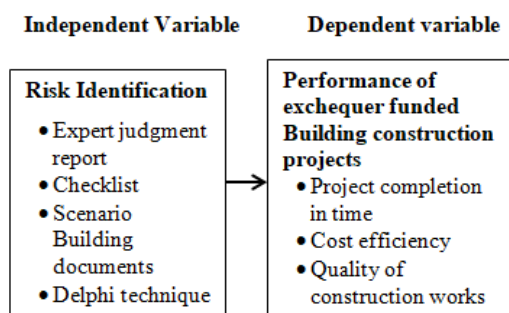 Independent Variable
Dependent variable
Risk Identification
• Expert judgment
report
• Checklist
• Scenario
Building
documents
• Delphi technique
Performance of
exchequer funded
Building construction
projects
• Project completion
in time
• Cost efficiency
• Quality of
construction works